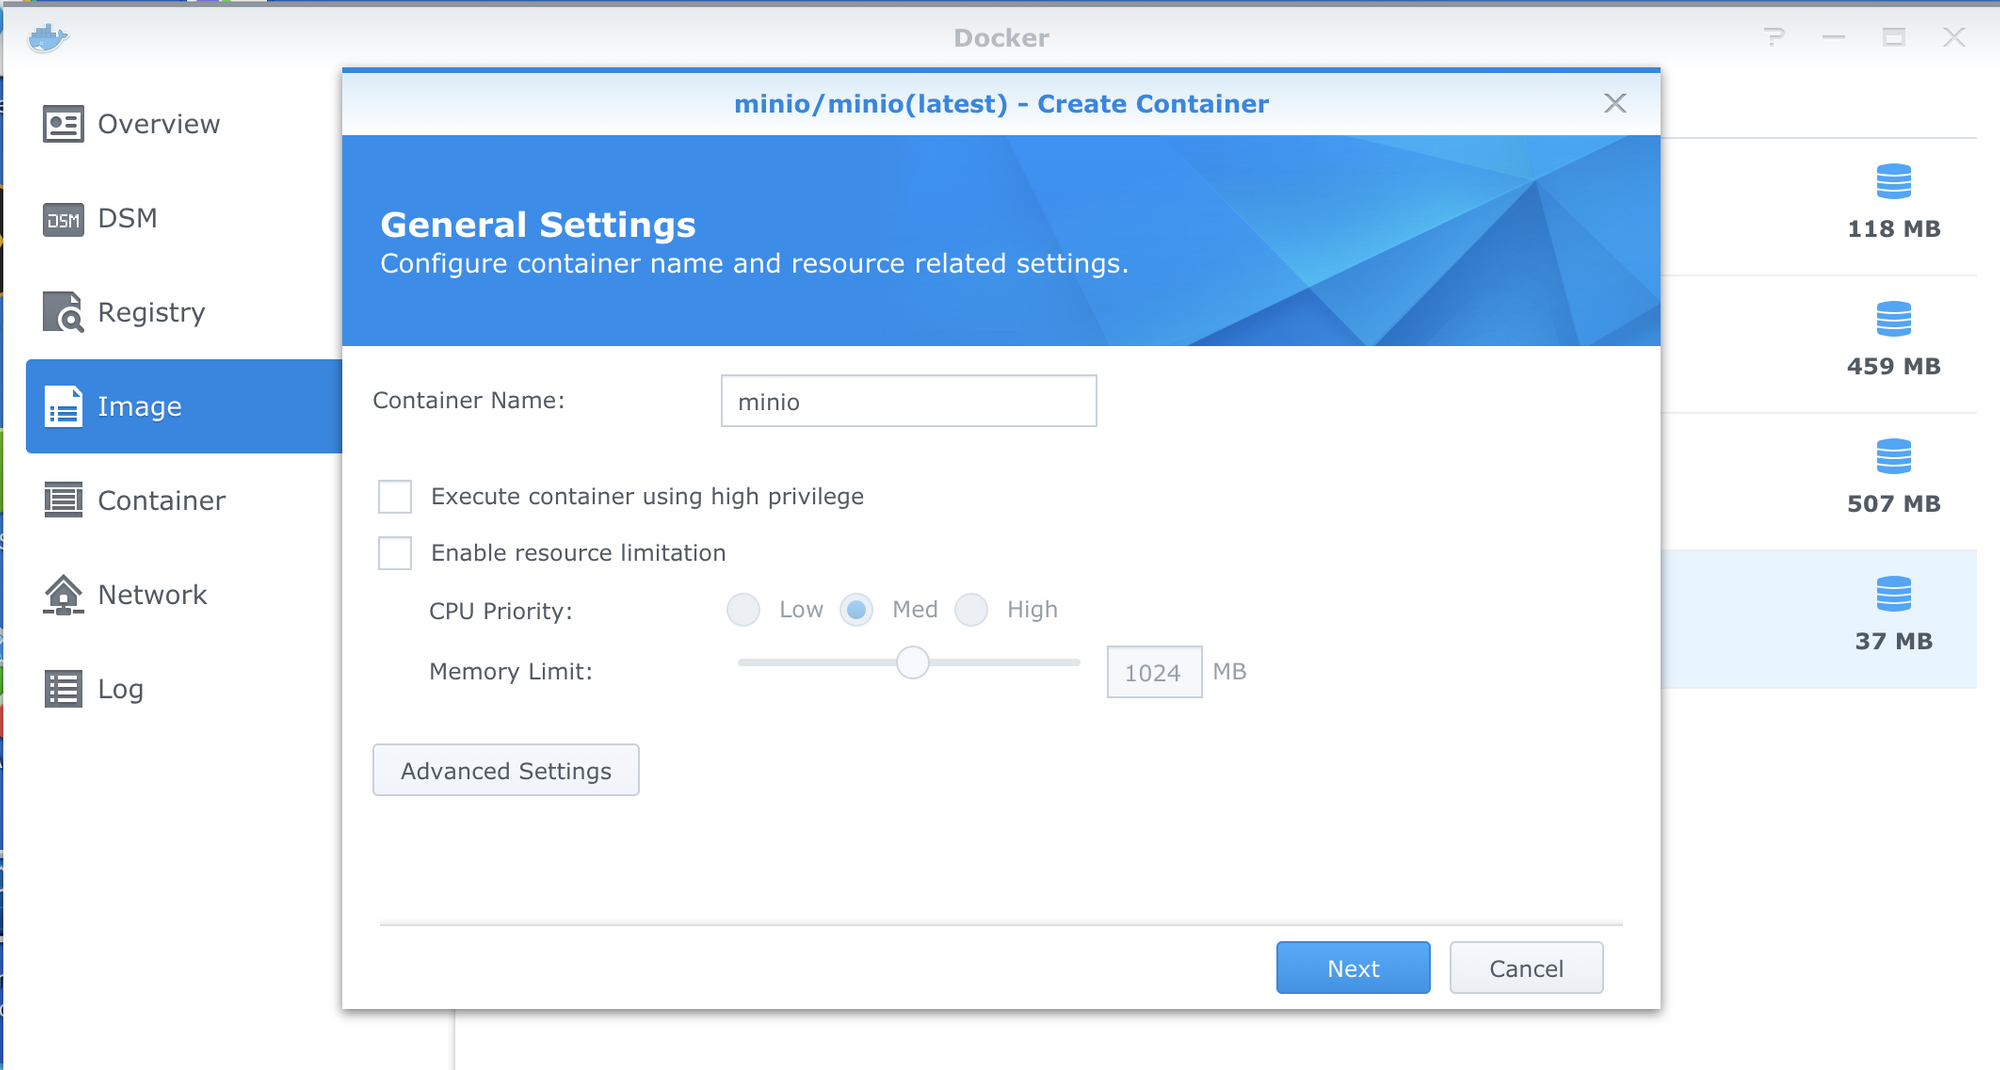 Docker
Overview
DSM
Registry
Image
Container
Network
Log
minio/minio(latest) - Create Container
General Settings
Configure container name and resource related settings.
Container Name:
minio
Execute container using high privilege
Enable resource limitation
CPU Priority:
Low
Med
High
Memory Limit:
1024
MB
Advanced Settings
Next
Cancel
118 MB
459 MB
507 MB
37 MB